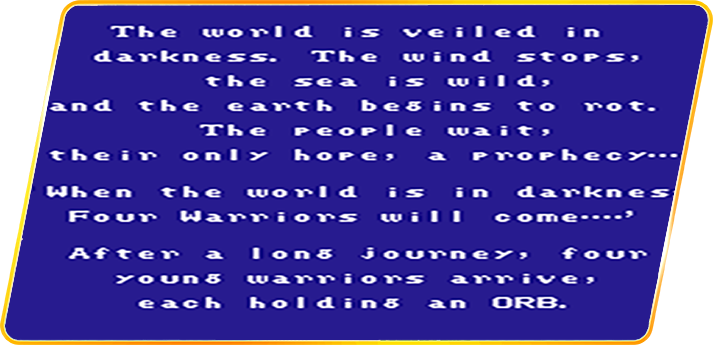 The world is veiled in
darkness. The wind stops,
the sea is wild,
and the earth begins to rot.
The people wait,
their only hope, a prophecy....
'When the world is in darkness
Four Warriors will come....'
After a long journey, four
young warriors arrive,
each holding an ORB.